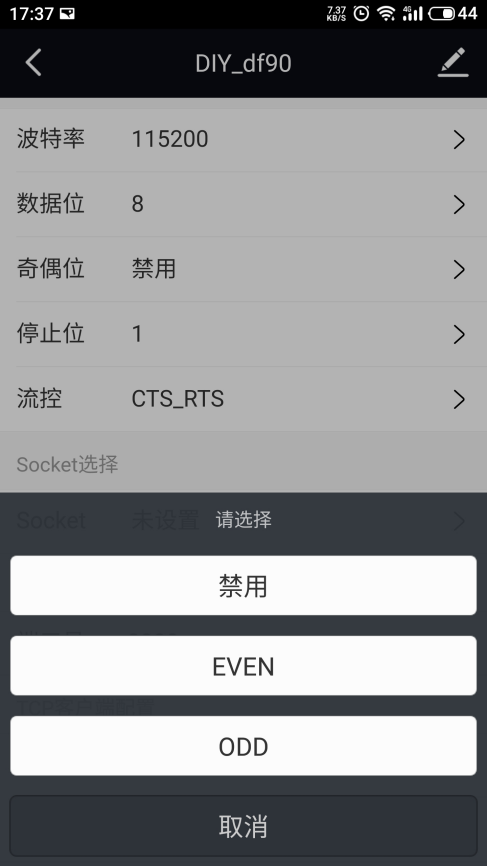 17:37 7.37 KB/S 4G 44
DIY_df90
波特率 115200
数据位 8
奇偶位 禁用
停止位 1
流控 CTS_RTS
Socket选择
Socket 未设置
请选择
禁用
EVEN
ODD
取消